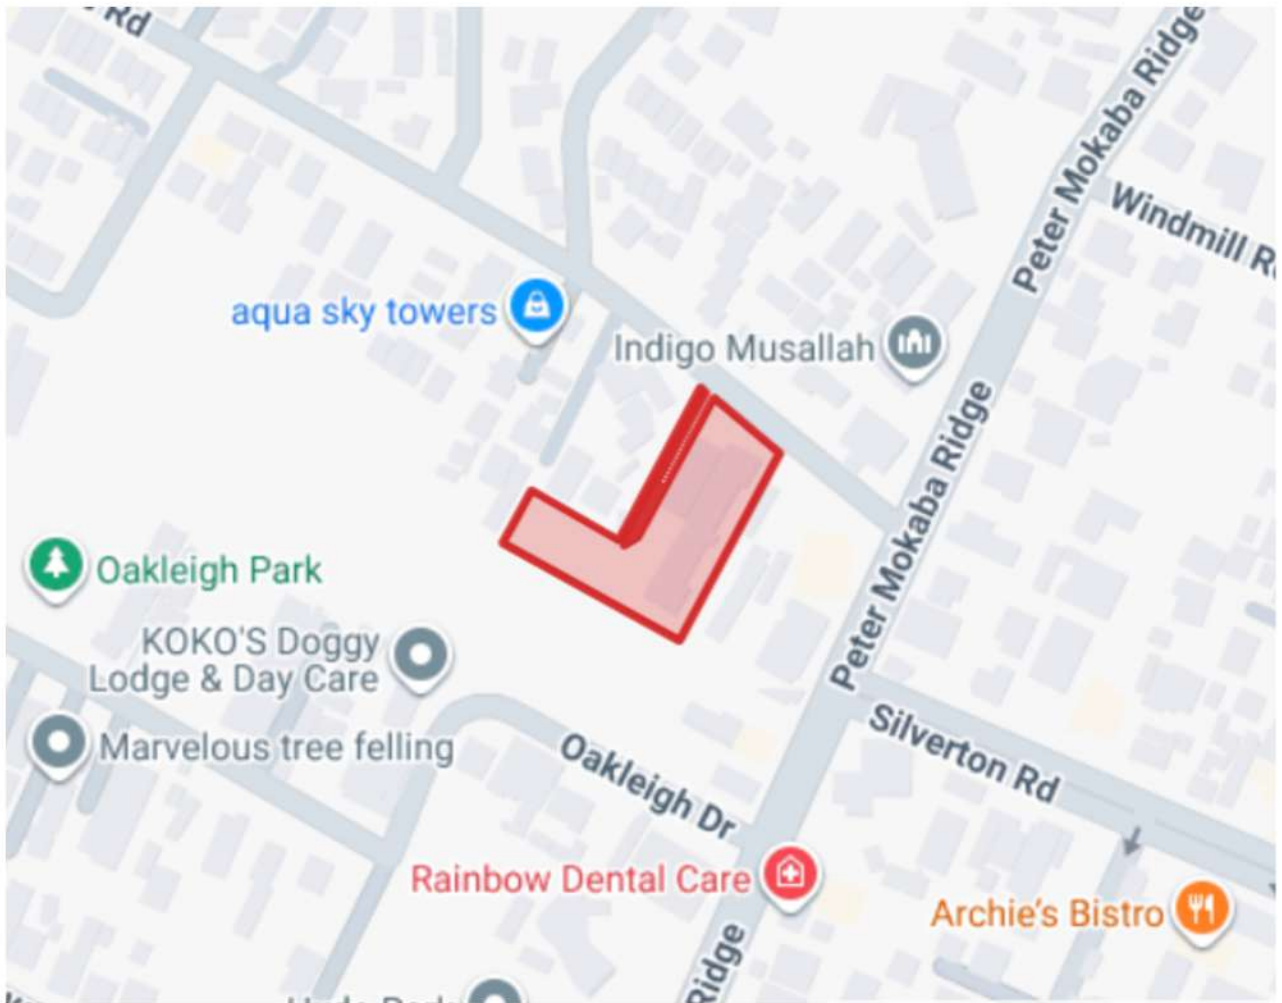 Rd
Peter Mokaba Ridge
Windmill R
aqua sky towers
Indigo Musallah
Peter Mokaba Ridge
Oakleigh Park
KOKO'S Doggy
Lodge & Day Care
Marvelous tree felling
Oakleigh Dr
Silverton Rd
Rainbow Dental Care
Archie's Bistro
Ridge